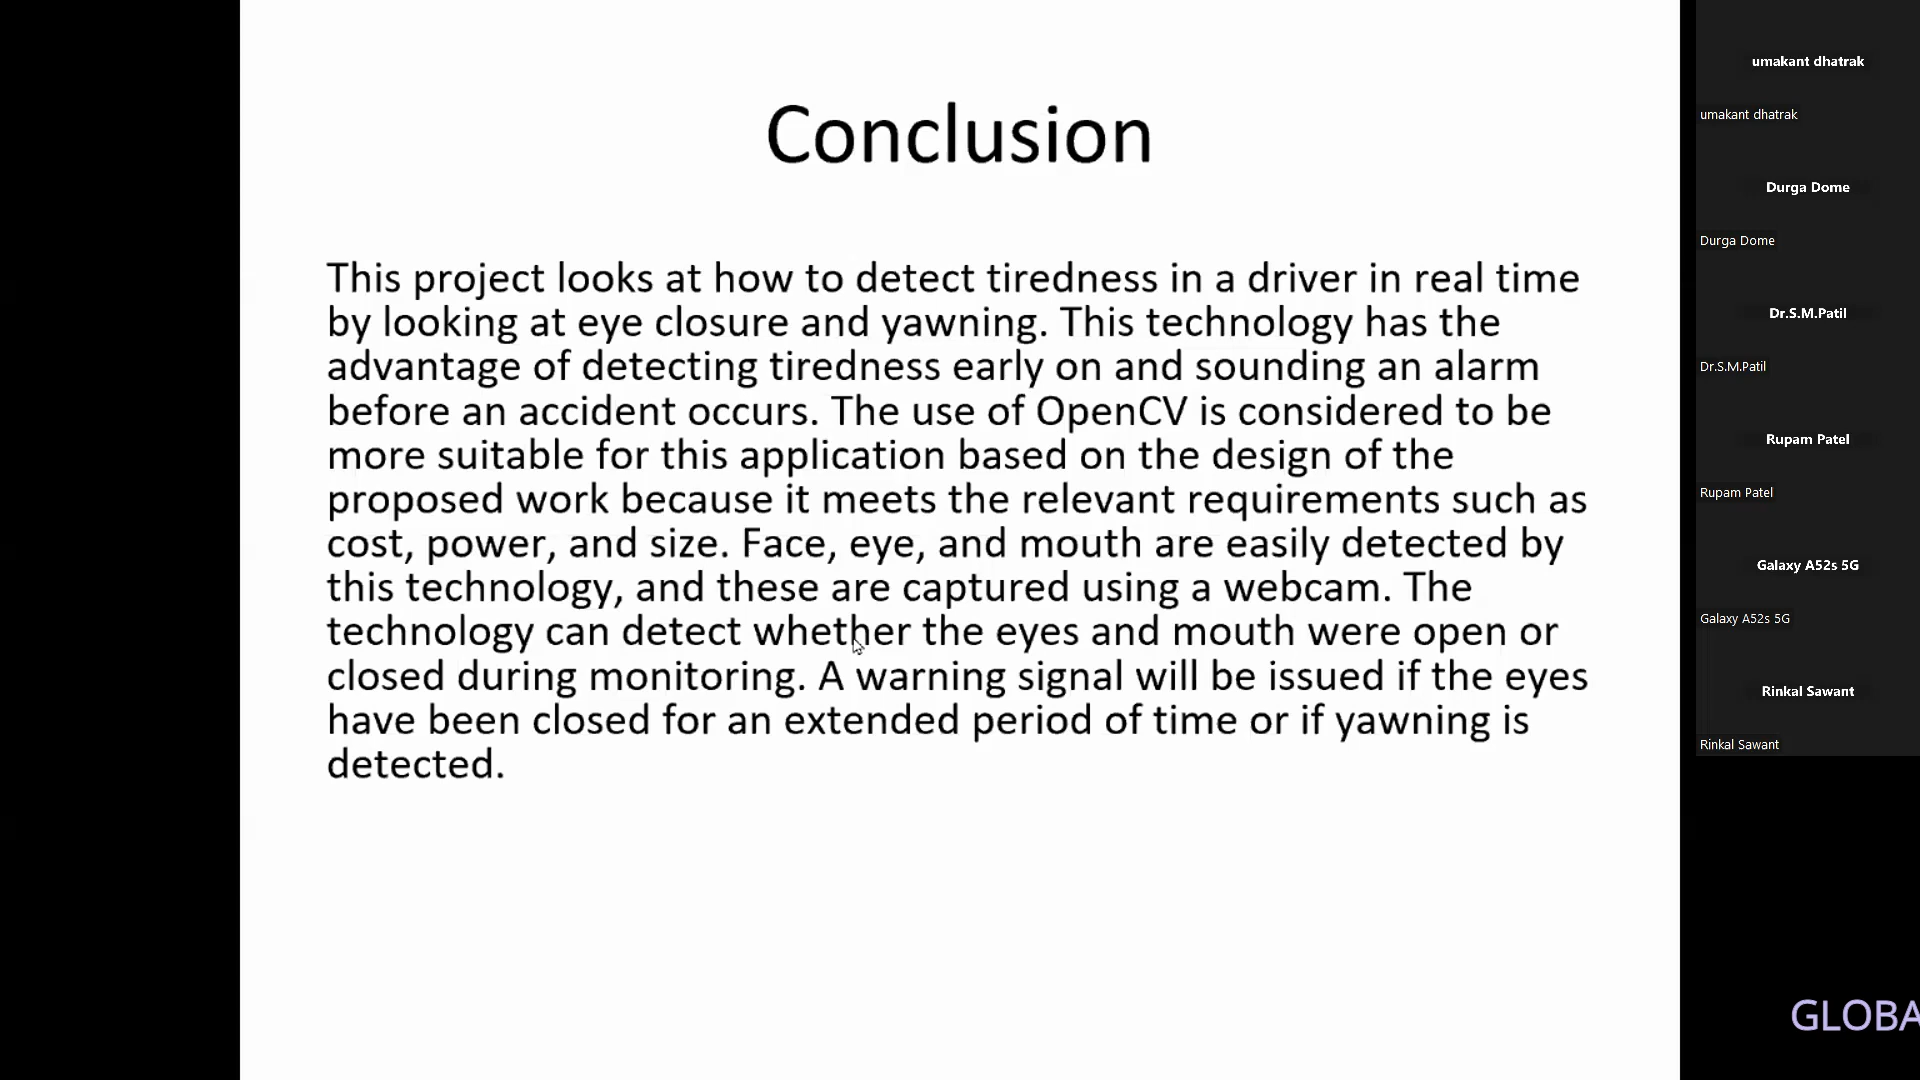 Conclusion
This project looks at how to detect tiredness in a driver in real time
by looking at eye closure and yawning. This technology has the
advantage of detecting tiredness early on and sounding an alarm
before an accident occurs. The use of OpenCV is considered to be
more suitable for this application based on the design of the
proposed work because it meets the relevant requirements such as
cost, power, and size. Face, eye, and mouth are easily detected by
this technology, and these are captured using a webcam. The
technology can detect whether the eyes and mouth were open or
closed during monitoring. A warning signal will be issued if the eyes
have been closed for an extended period of time or if yawning is
detected.
umakant dhatrak
umakant dhatrak
Durga Dome
Durga Dome
Dr.S.M.Patil
Dr.S.M.Patil
Rupam Patel
Rupam Patel
Galaxy A52s 5G
Galaxy A52s 5G
Rinkal Sawant
Rinkal Sawant
GLOBA